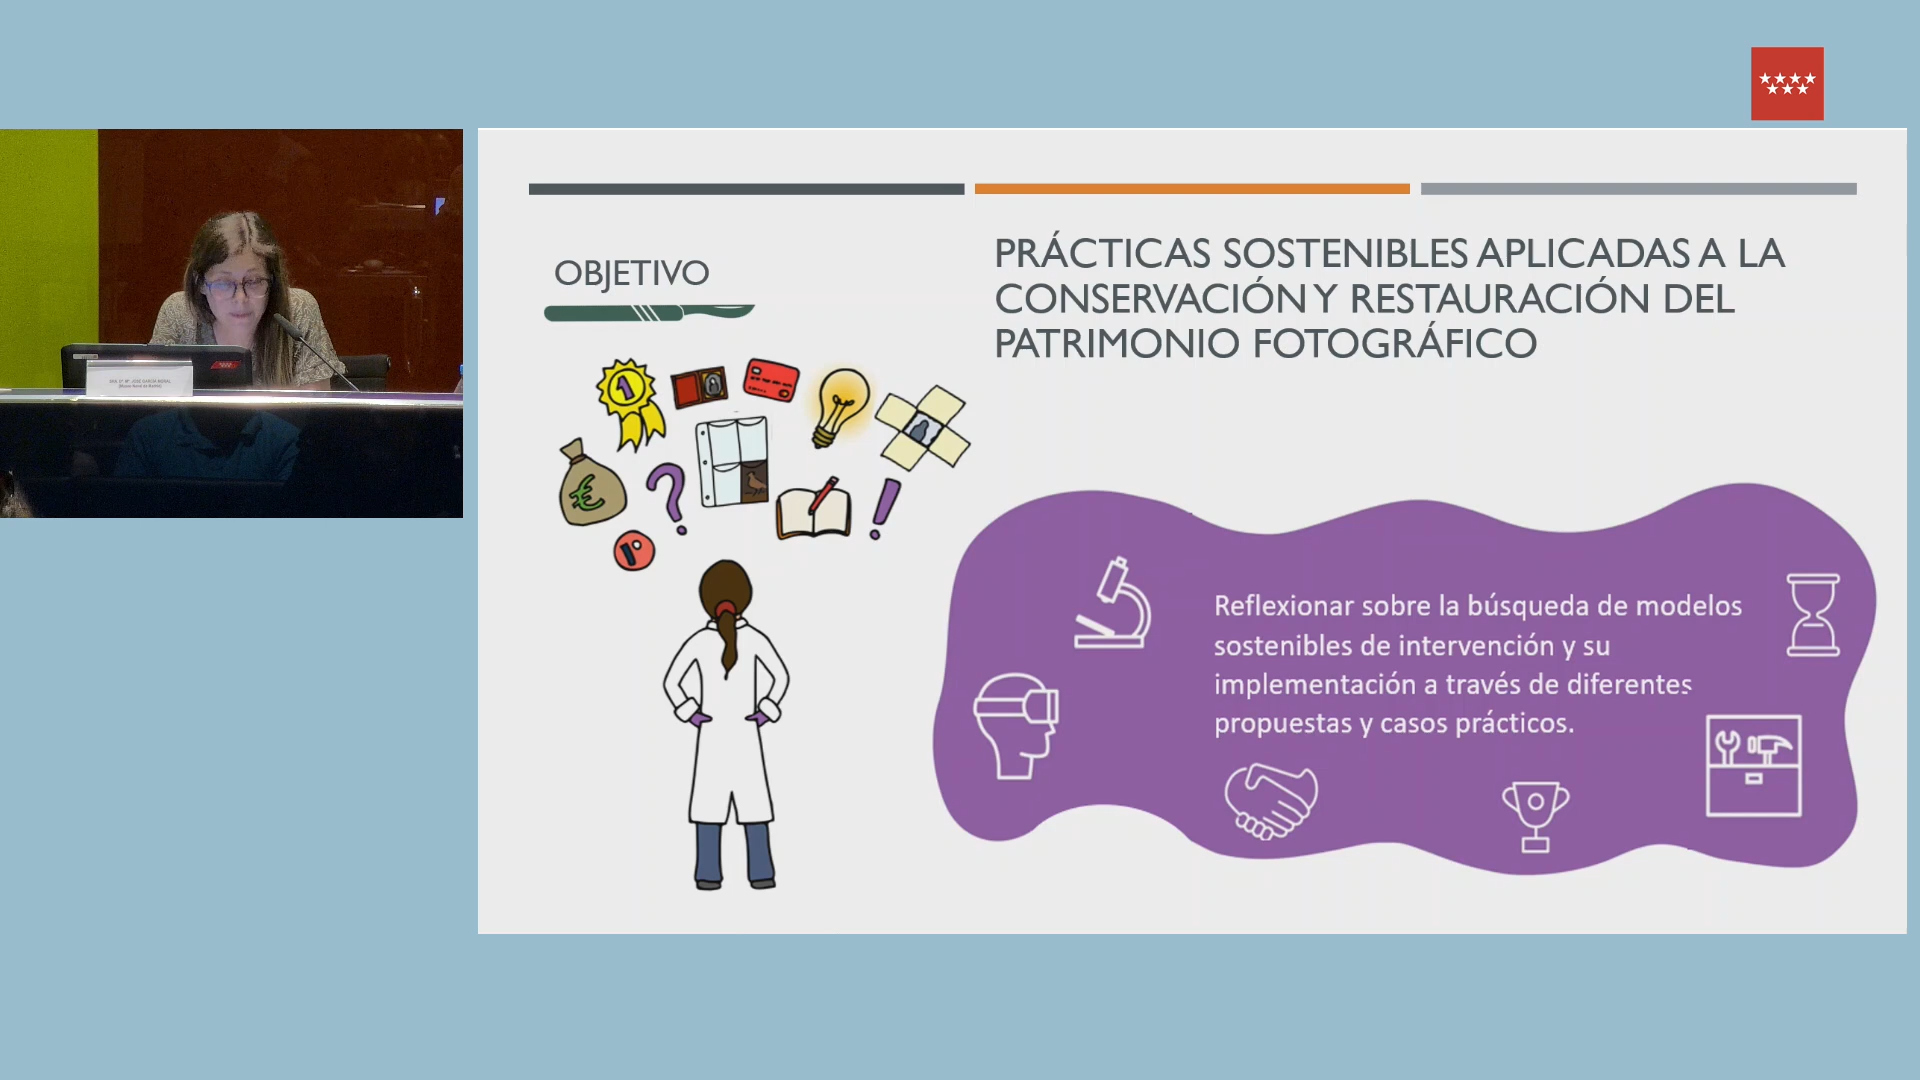 OBJETIVO
PRÁCTICAS SOSTENIBLES APLICADAS A LA
CONSERVACIÓN Y RESTAURACIÓN DEL
PATRIMONIO FOTOGRÁFICO
1
€
?
!
Reflexionar sobre la búsqueda de modelos
sostenibles de intervención y su
implementación a través de diferentes
propuestas y casos prácticos.